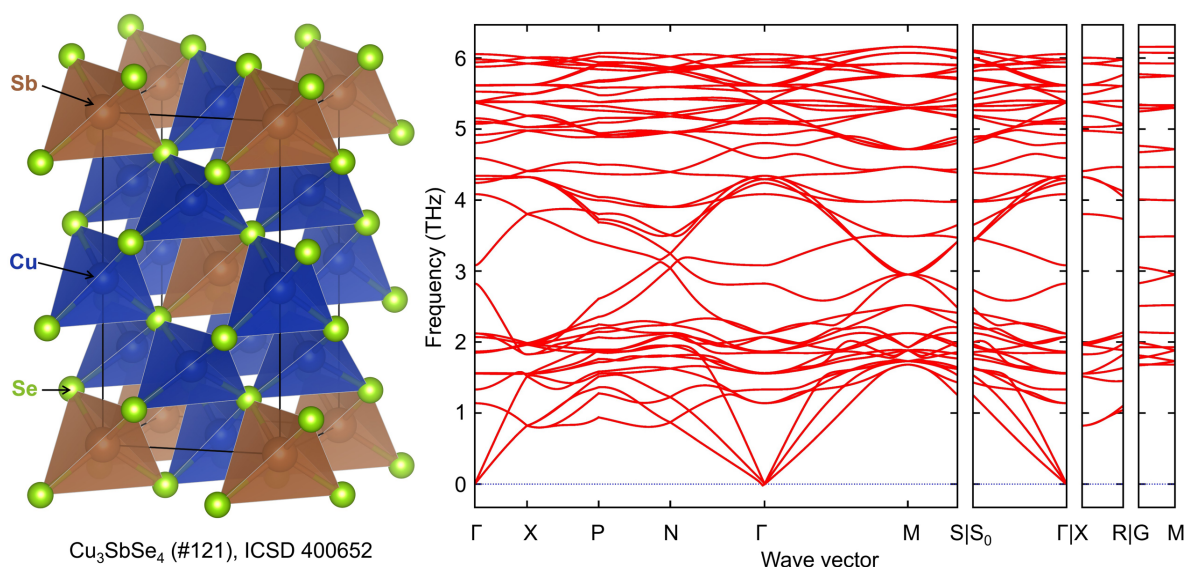 Sb
Cu
Se
Cu₃SbSe₄ (#121), ICSD 400652
Frequency (THz)
6
5
4
3
2
1
0
Γ X P N Γ M S|S₀ Γ|X R|G M
Wave vector